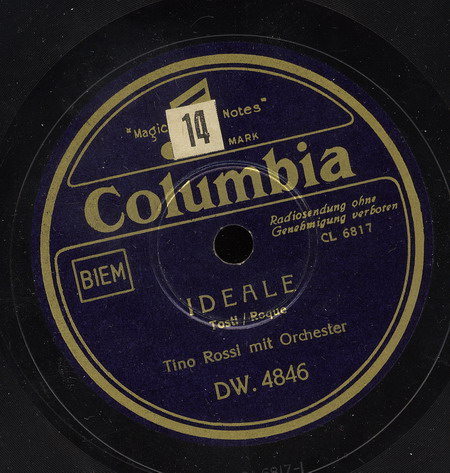 "Magic Notes"
14
MARK
Columbia
Radiosendung ohne
Genehmigung verboten
CL 6817
BIEM
IDEALE
Tosti / Roque
Tino Rossi mit Orchester
DW. 4846